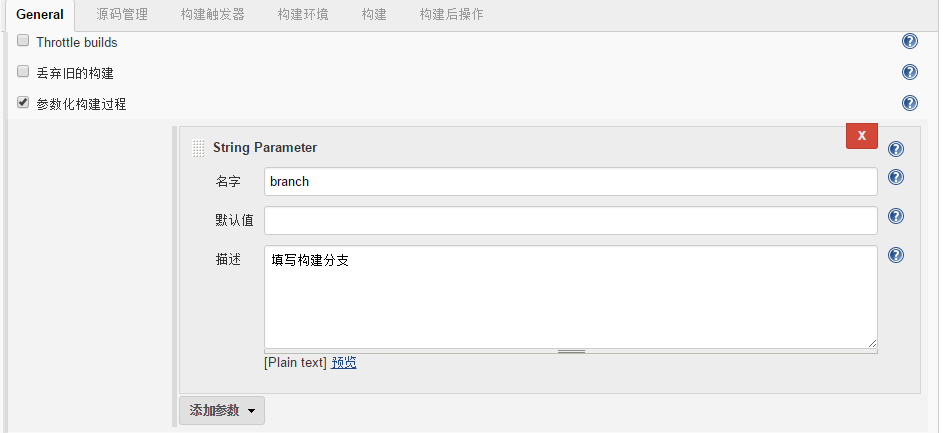 General 源码管理 构建触发器 构建环境 构建 构建后操作
Throttle builds
丢弃旧的构建
参数化构建过程
X
String Parameter
名字 branch
默认值
描述 填写构建分支
[Plain text] 预览
添加参数